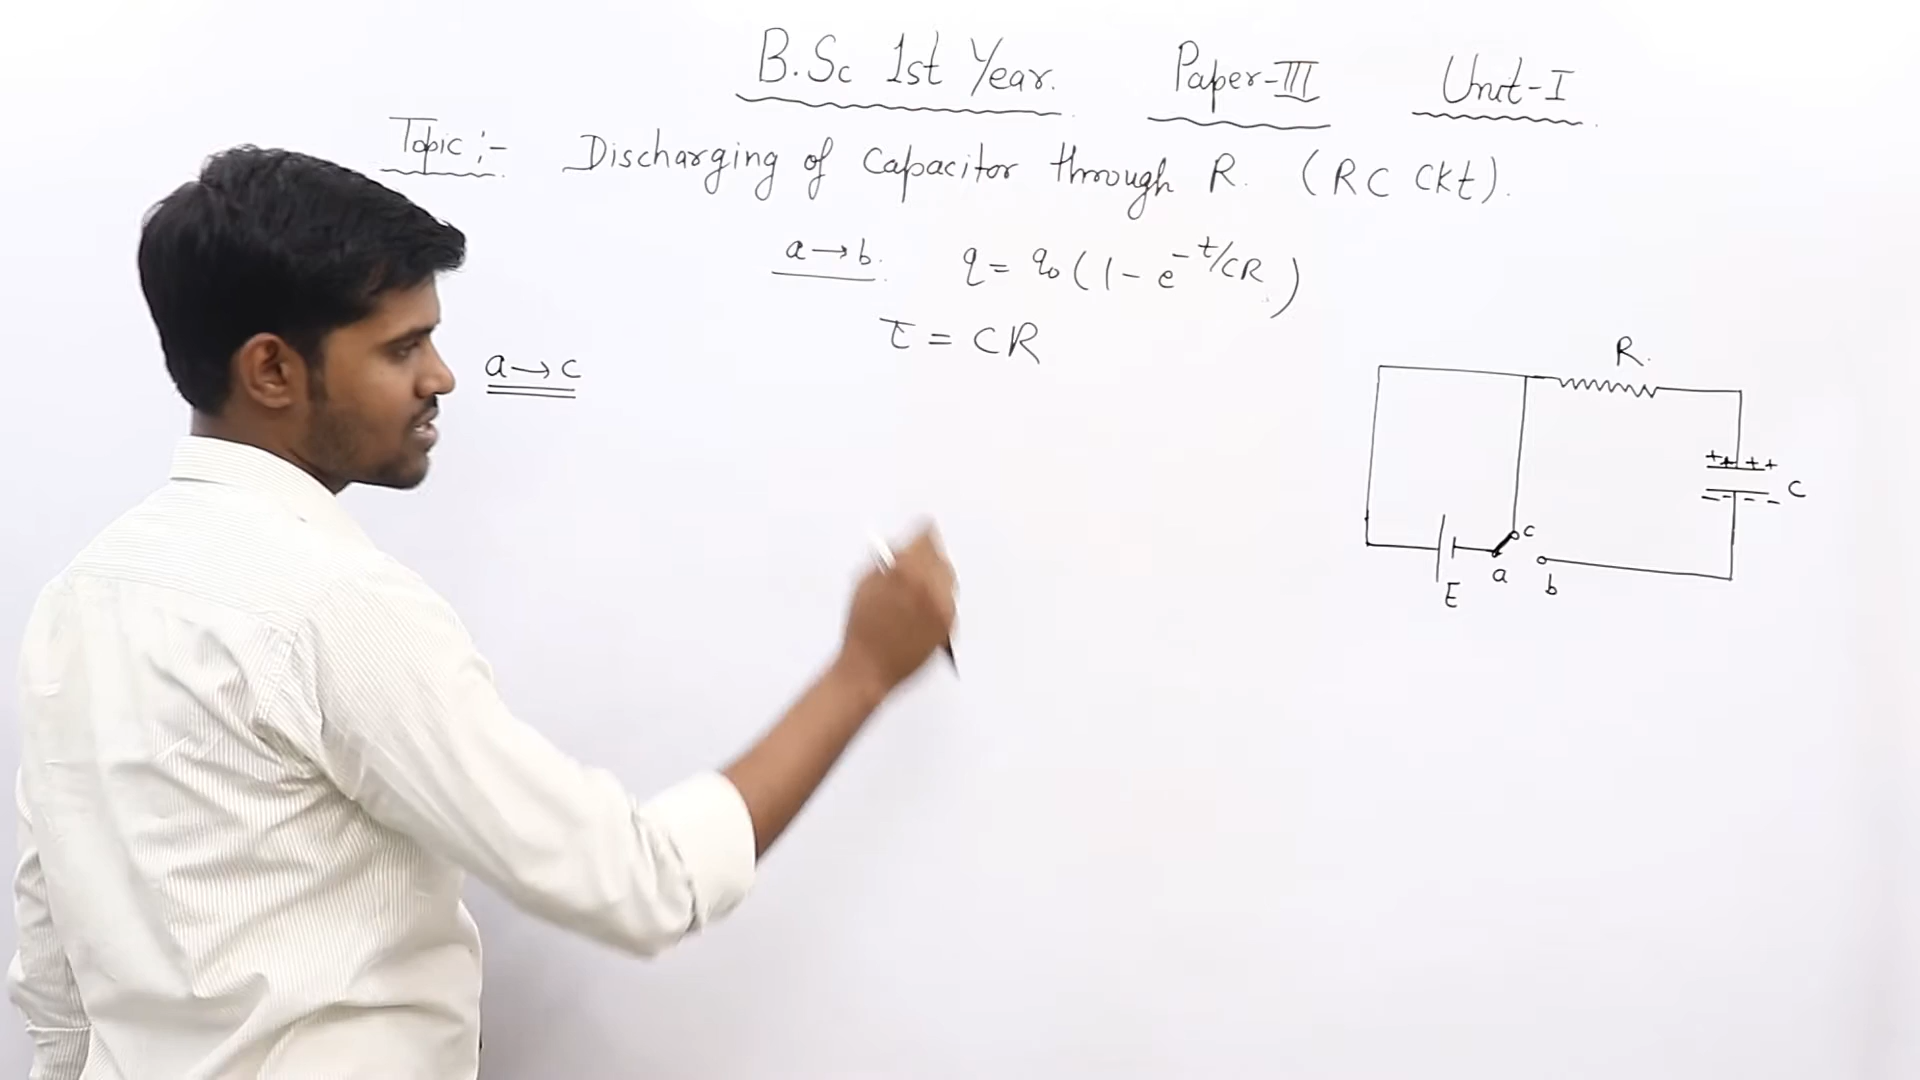 B.Sc 1st Year. Paper-III Unit-I
Topic :- Discharging of Capacitor through R. (RC Ckt).
a → b. q = q₀ ( 1 - e^-t/CR )
τ = CR
a → c
R.
++ ++
---- C
c
a
b
E